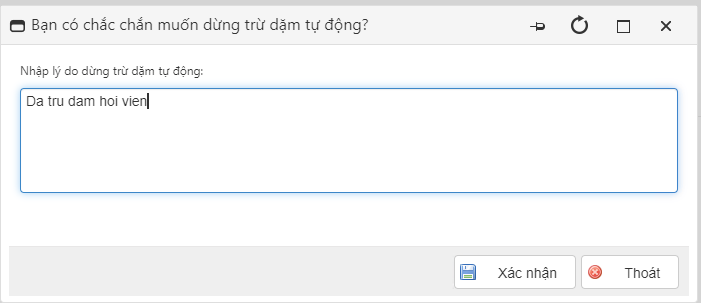 Bạn có chắc chắn muốn dừng trừ dặm tự động?
Nhập lý do dừng trừ dặm tự động:
Da tru dam hoi vien
Xác nhận
Thoát